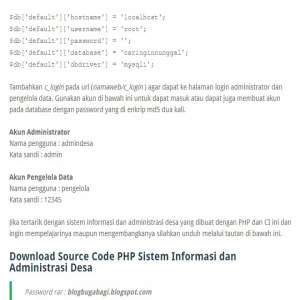 $db['default']['hostname'] = 'localhost';
$db['default']['username'] = 'root';
$db['default']['password'] = '';
$db['default']['database'] = 'caringinnunggal';
$db['default']['dbdriver'] = 'mysqli';
Tambahkan c_login pada url (namaweb/c_login ) agar dapat ke halaman login administrator dan
pengelola data. Gunakan akun di bawah ini untuk dapat masuk atau dapat juga membuat akun
pada database dengan password yang di enkrip md5 dua kali.
Akun Administrator
Nama pengguna : admindesa
Kata sandi : admin
Akun Pengelola Data
Nama pengguna : pengelola
Kata sandi : 12345
Jika tertarik dengan sistem informasi dan administrasi desa yang dibuat dengan PHP dan CI ini dan
ingin mempelajarinya maupun mengembangkanya silahkan unduh melalui tautan di bawah ini.
Download Source Code PHP Sistem Informasi dan
Administrasi Desa
Password rar : blogbugabagi.blogspot.com